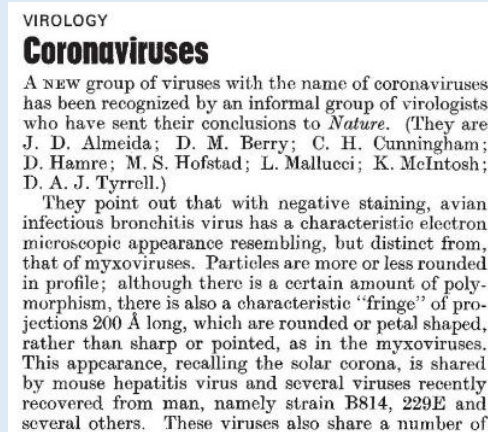 VIROLOGY
Coronaviruses
A NEW group of viruses with the name of coronaviruses
has been recognized by an informal group of virologists
who have sent their conclusions to Nature. (They are
J. D. Almeida; D. M. Berry; C. H. Cunningham;
D. Hamre; M. S. Hofstad; L. Mallucci; K. McIntosh;
D. A. J. Tyrrell.)
They point out that with negative staining, avian
infectious bronchitis virus has a characteristic electron
microscopic appearance resembling, but distinct from,
that of myxoviruses. Particles are more or less rounded
in profile; although there is a certain amount of poly-
morphism, there is also a characteristic "fringe" of pro-
jections 200 Å long, which are rounded or petal shaped,
rather than sharp or pointed, as in the myxoviruses.
This appearance, recalling the solar corona, is shared
by mouse hepatitis virus and several viruses recently
recovered from man, namely strain B814, 229E and
several others. These viruses also share a number of